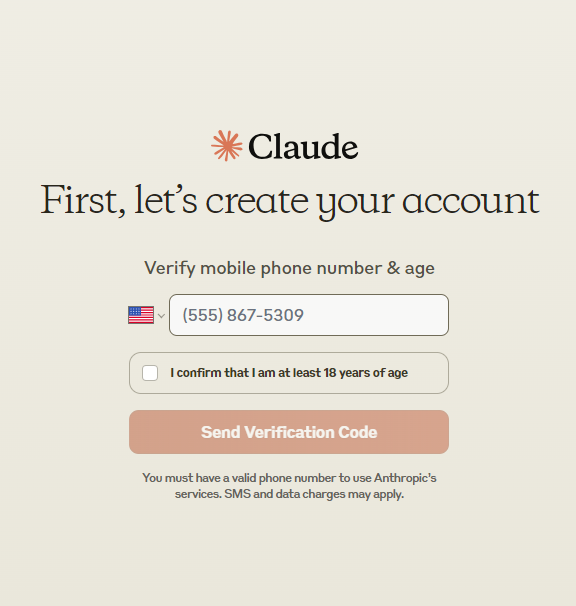 Claude
First, let’s create your account
Verify mobile phone number & age
(555) 867-5309
I confirm that I am at least 18 years of age
Send Verification Code
You must have a valid phone number to use Anthropic's
services. SMS and data charges may apply.